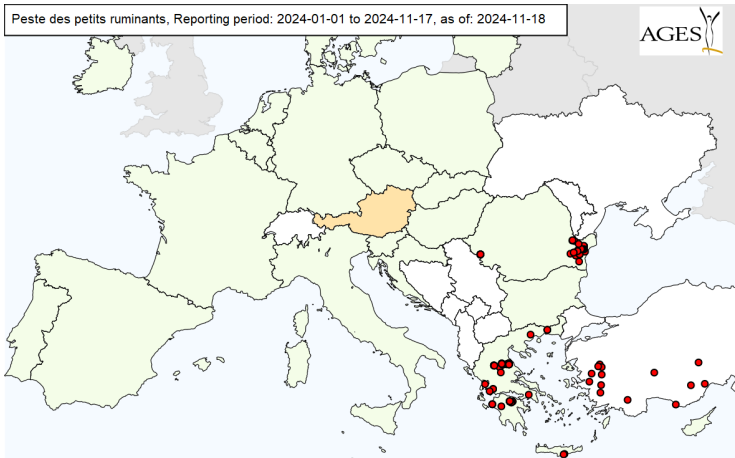 Peste des petits ruminants, Reporting period: 2024-01-01 to 2024-11-17, as of: 2024-11-18
AGES